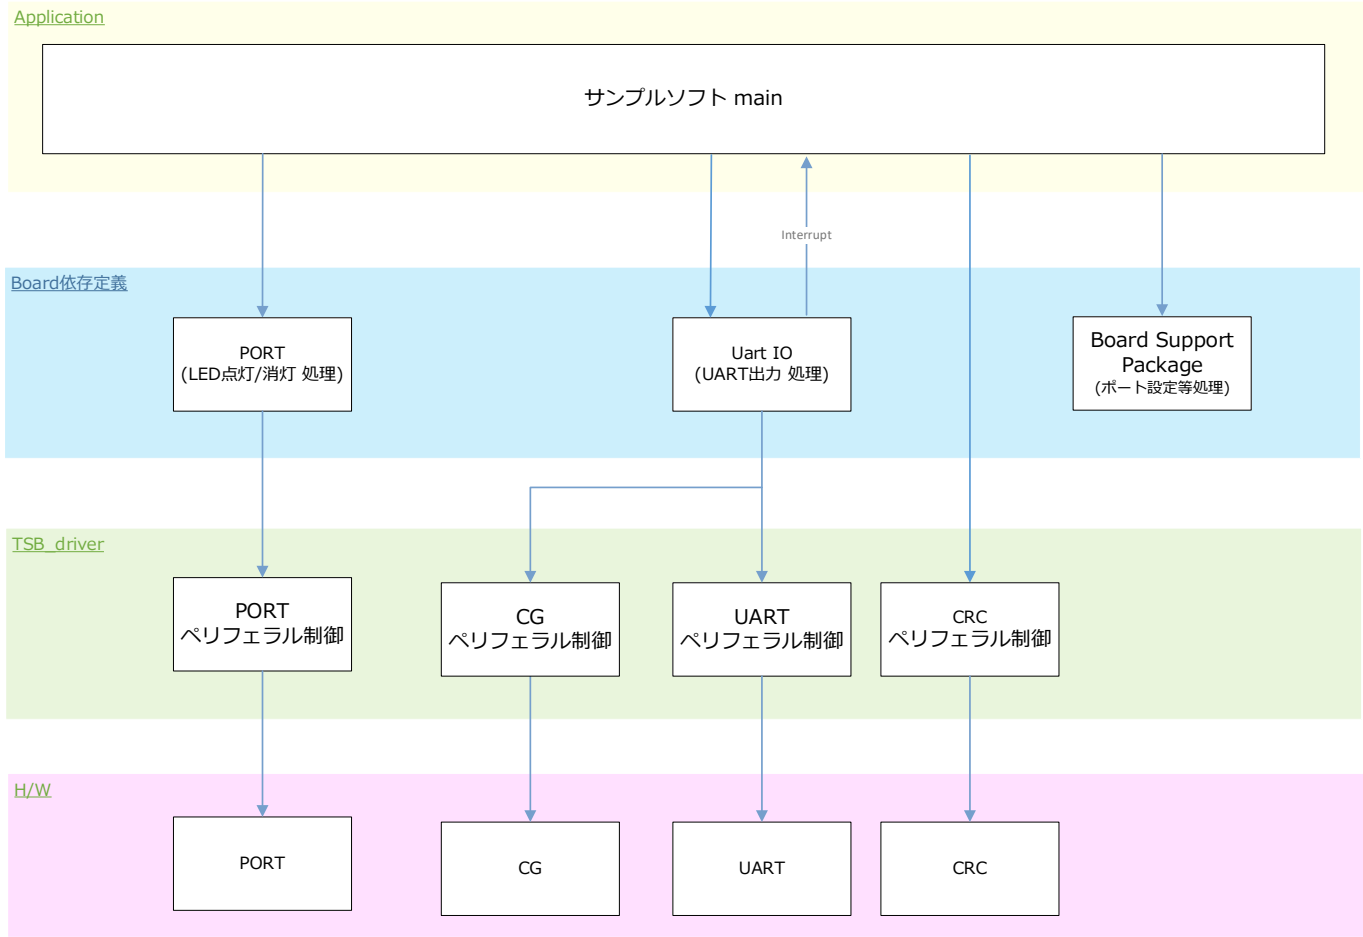 Application
サンプルソフト main
Interrupt
Board依存定義
PORT
(LED点灯/消灯 処理)
Uart IO
(UART出力 処理)
Board Support
Package
(ポート設定等処理)
TSB_driver
PORT
ペリフェラル制御
CG
ペリフェラル制御
UART
ペリフェラル制御
CRC
ペリフェラル制御
H/W
PORT
CG
UART
CRC